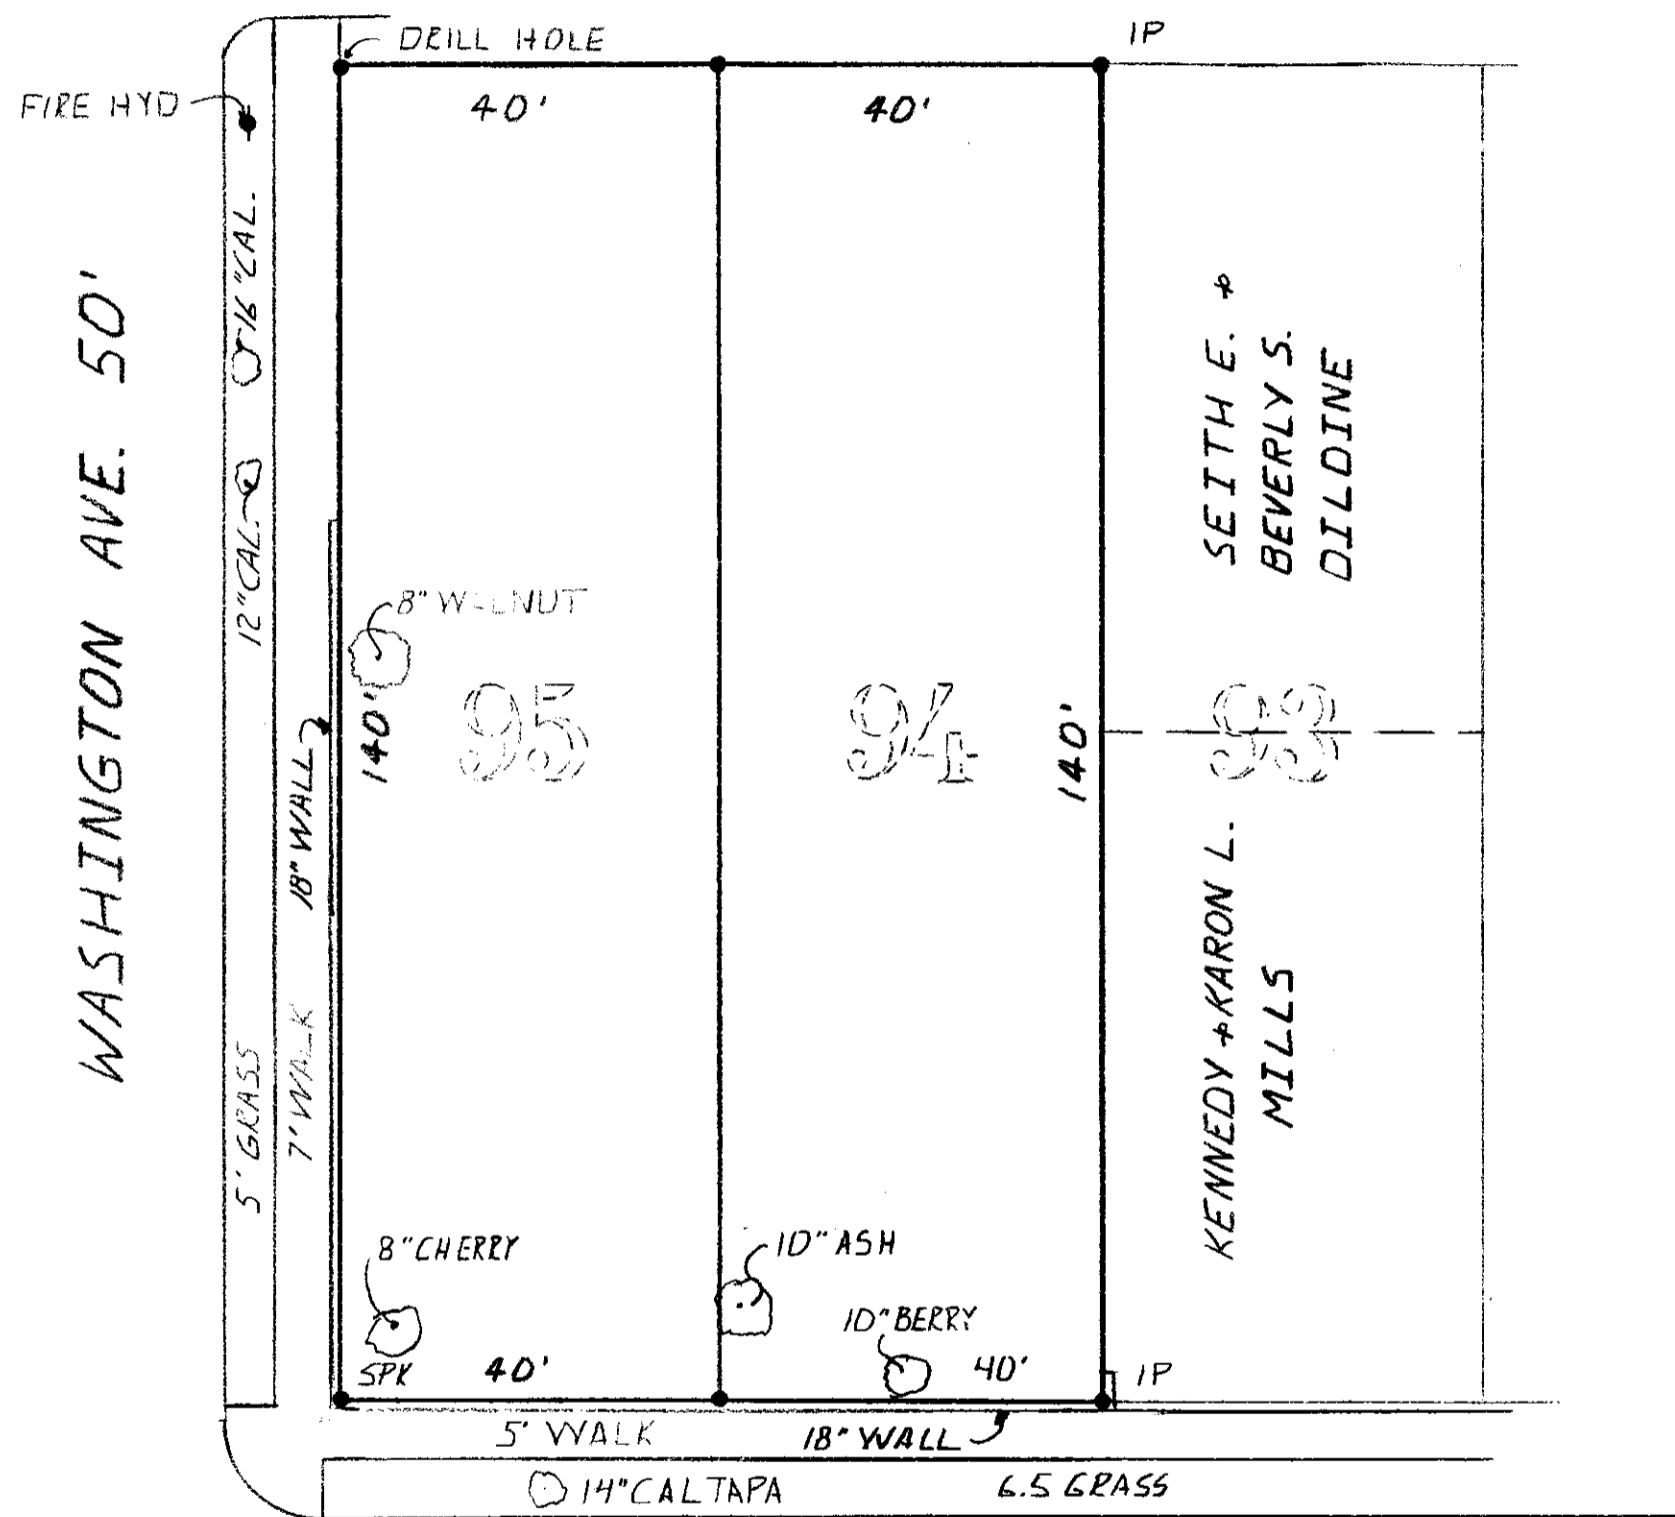 DRILL HOLE
IP
FIRE HYD
40'
40'
16" CAL.
WASHINGTON AVE. 50'
SEITH E. &
BEVERLY S.
DILDINE
12" CAL.
8" WALNUT
95
94
93
140'
140'
18" WALL
KENNEDY & KARON L.
MILLS
7' WALK
5' GRASS
8" CHERRY
10" ASH
10" BERRY
SPK
40'
40'
IP
5' WALK
18" WALL
14" CALTAPA
6.5 GRASS